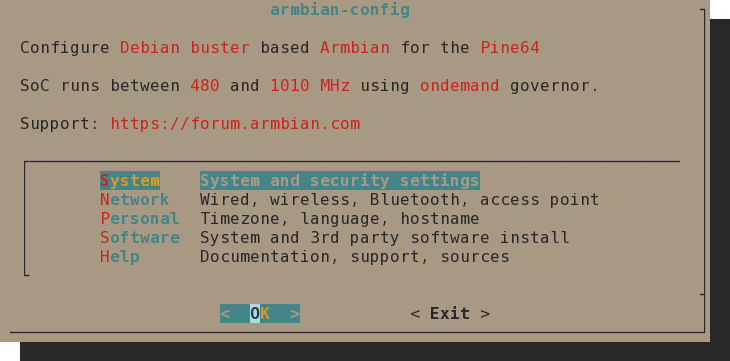 armbian-config
Configure Debian buster based Armbian for the Pine64
SoC runs between 480 and 1010 MHz using ondemand governor.
Support: https://forum.armbian.com
System System and security settings
Network Wired, wireless, Bluetooth, access point
Personal Timezone, language, hostname
Software System and 3rd party software install
Help Documentation, support, sources
< OK > < Exit >